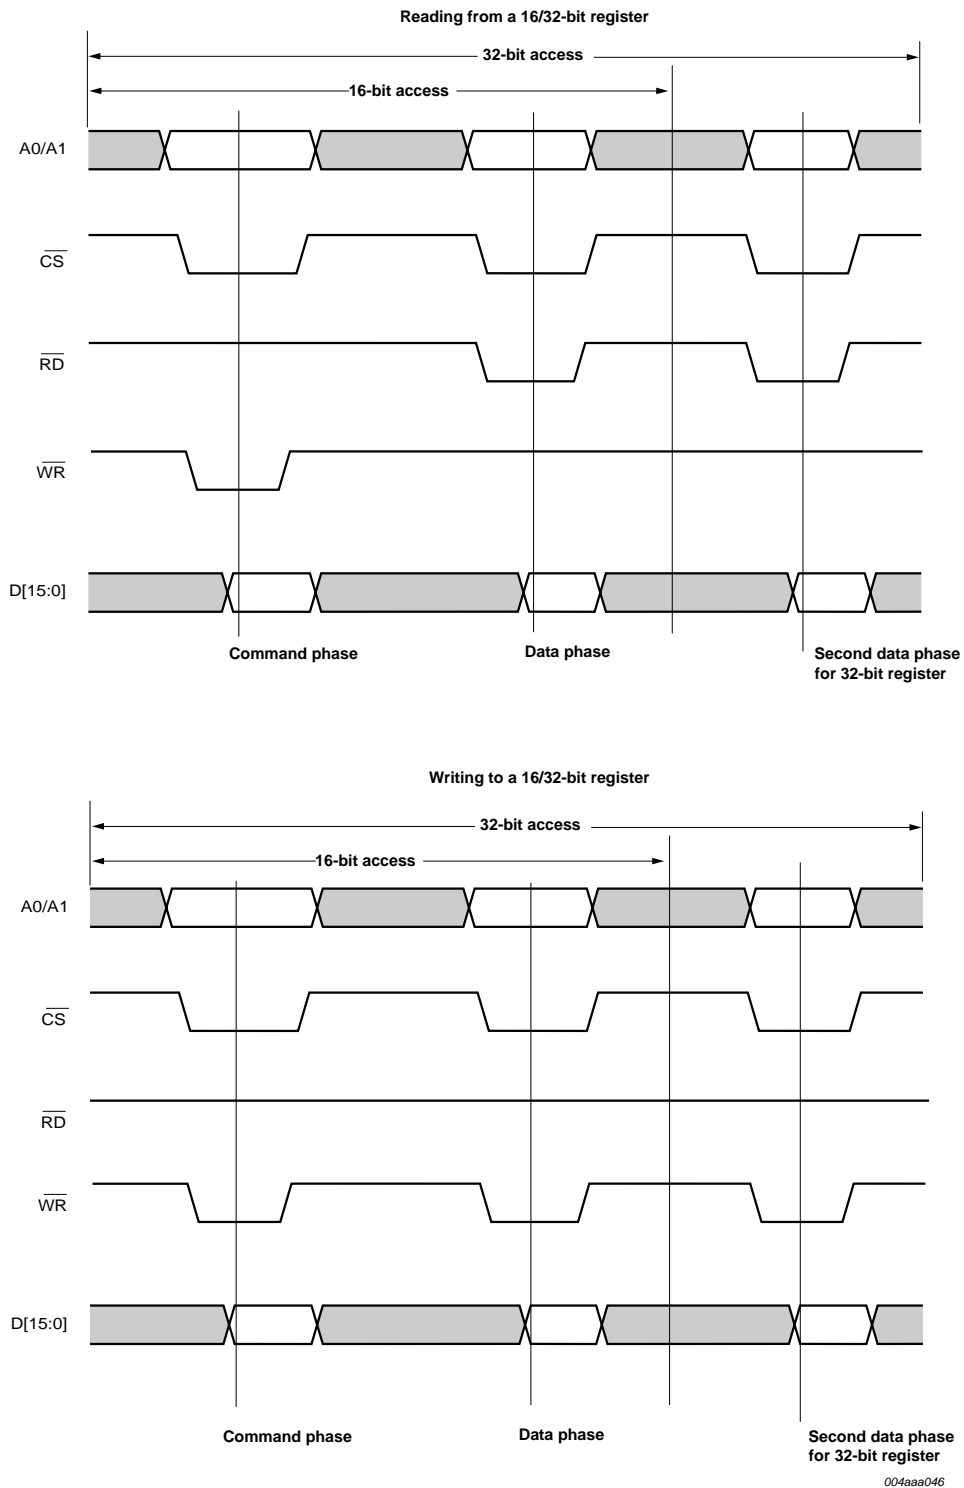 Reading from a 16/32-bit register
32-bit access
16-bit access
A0/A1
CS
RD
WR
D[15:0]
Command phase
Data phase
Second data phase
for 32-bit register
Writing to a 16/32-bit register
32-bit access
16-bit access
A0/A1
CS
RD
WR
D[15:0]
Command phase
Data phase
Second data phase
for 32-bit register
004aaa046